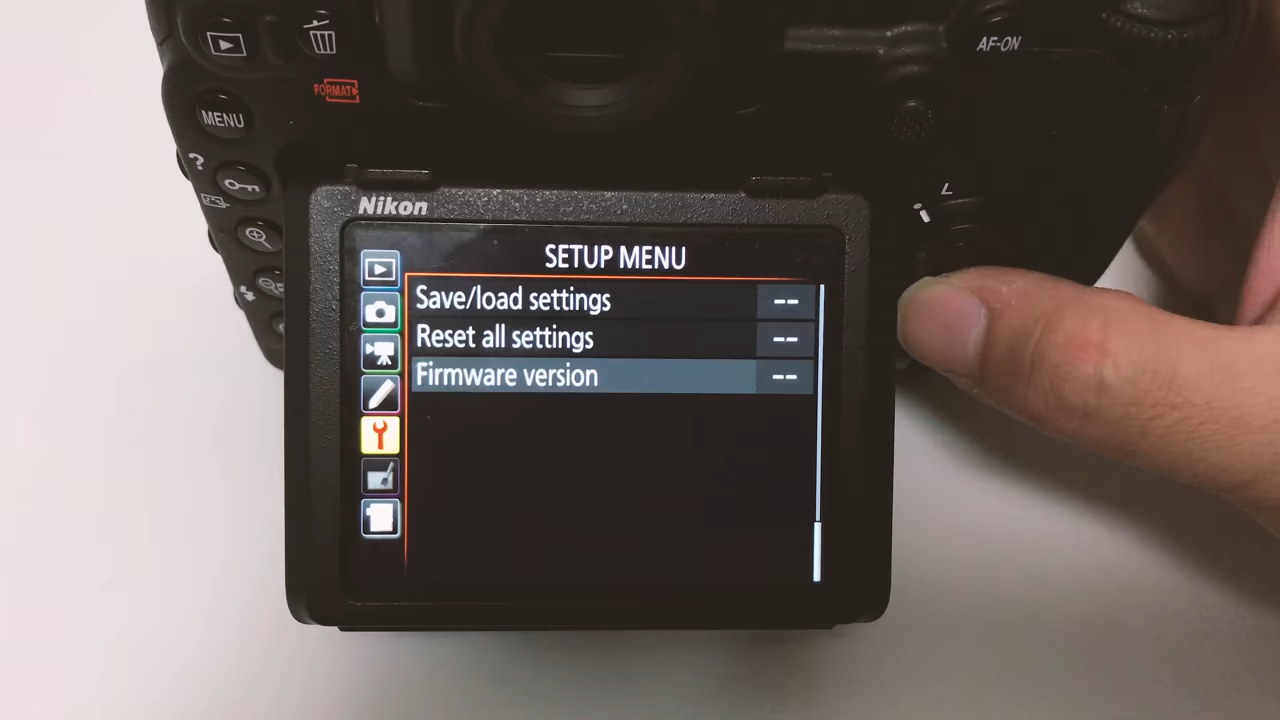 AF-ON
FORMAT
MENU
?
L
Nikon
SETUP MENU
Save/load settings --
Reset all settings --
Firmware version --